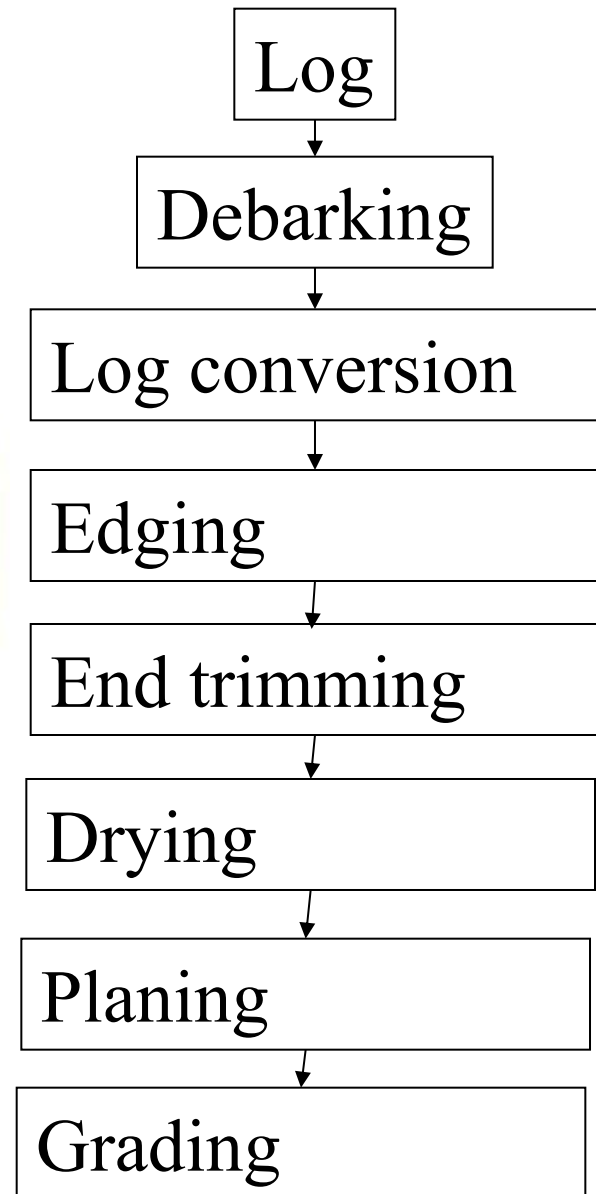 Log
Debarking
Log conversion
Edging
End trimming
Drying
Planing
Grading